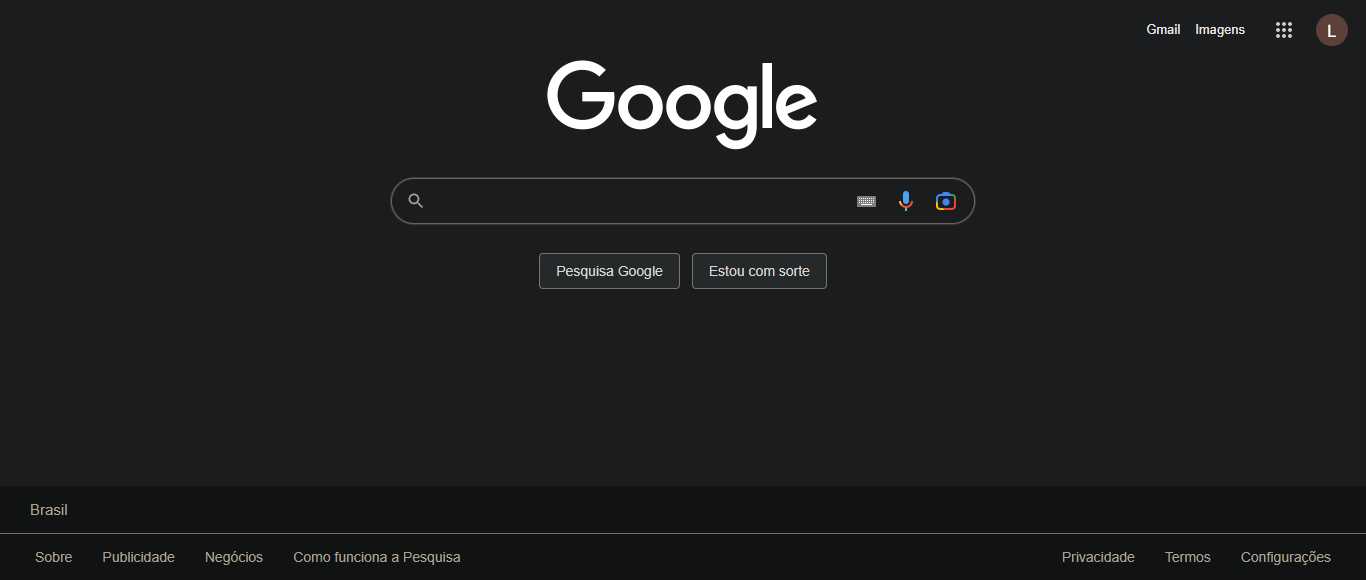 Gmail Imagens L
Google
Pesquisa Google Estou com sorte
Brasil
Sobre Publicidade Negócios Como funciona a Pesquisa Privacidade Termos Configurações